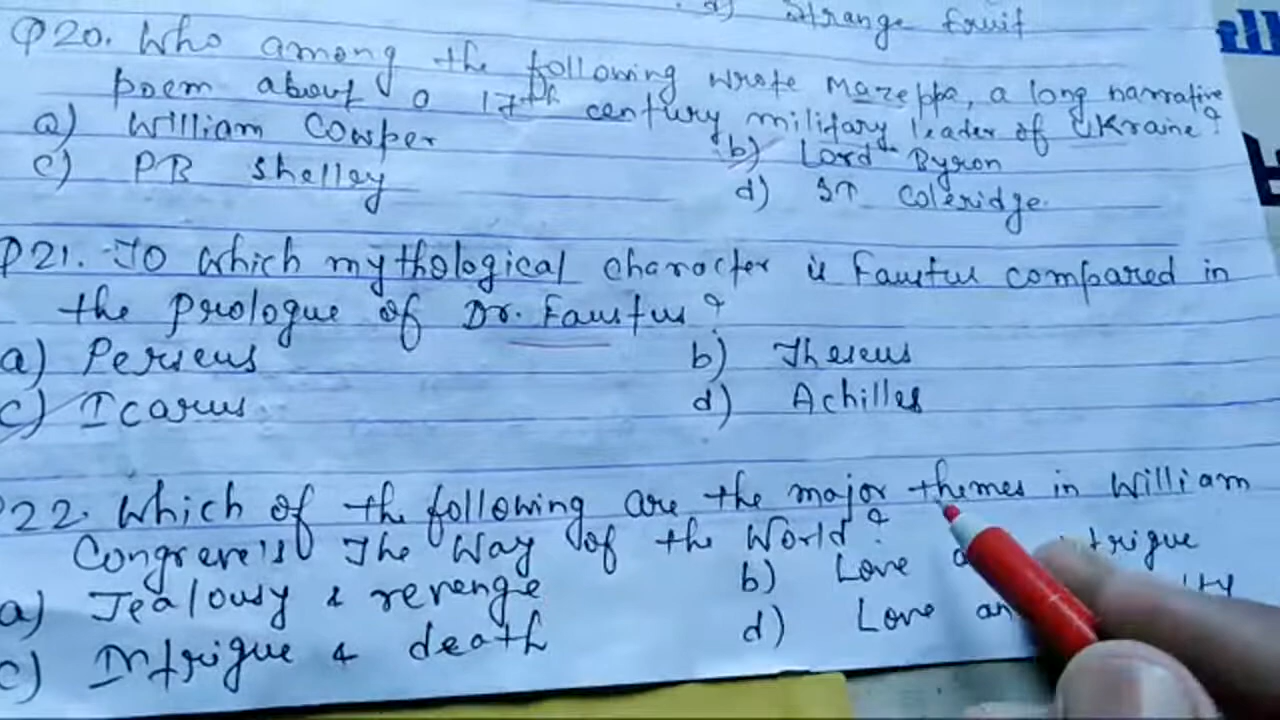 d) Strange fruit
Q20. Who among the following wrote Mazeppa, a long narrative
poem about a 17th century military leader of Ukraine?
a) William Cowper b) Lord Byron
c) PB Shelley d) ST Coleridge.
Q21. To which mythological character is Faustus compared in
the prologue of Dr. Faustus?
a) Perseus b) Theseus
c) Icarus. d) Achilles
Q22. Which of the following are the major themes in William
Congreve's The Way of the World?
a) Jealousy & revenge b) Love
c) Intrigue & death d) Love